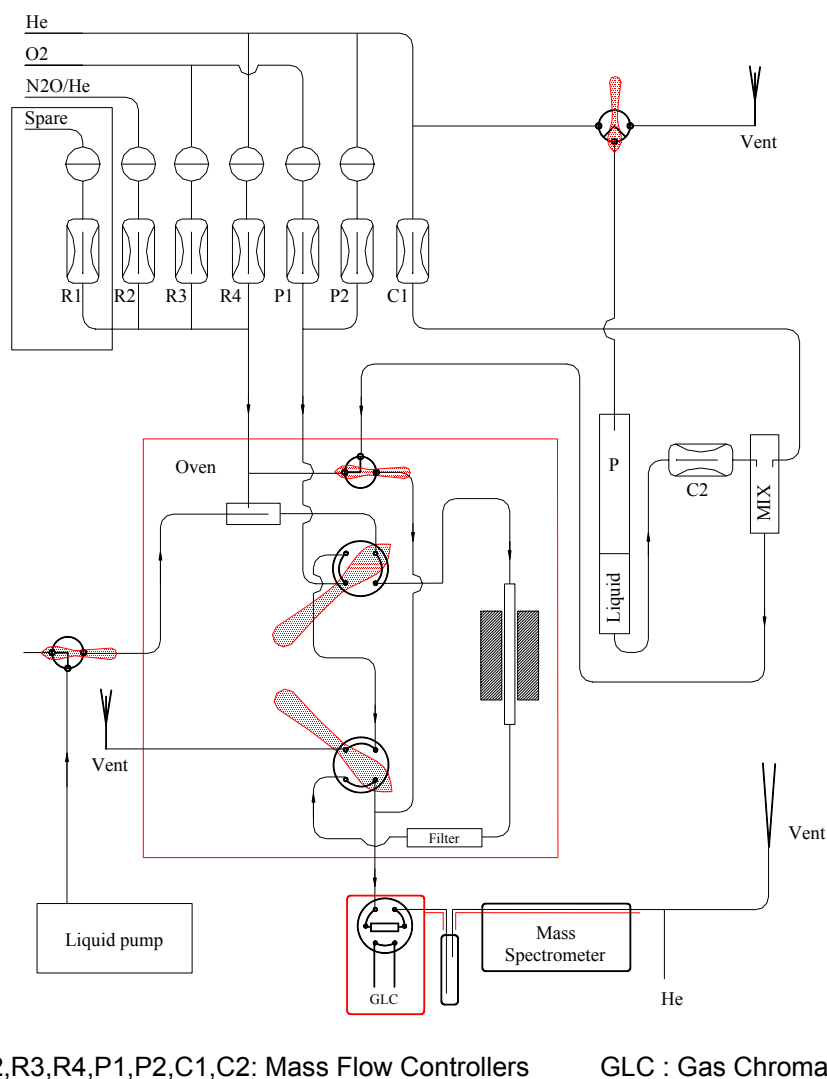 He
O2
N2O/He
Spare
Vent
R1 R2 R3 R4 P1 P2 C1
Oven
P
C2
MIX
Liquid
Vent
Filter
Vent
Liquid pump
Mass
Spectrometer
GLC
He
2,R3,R4,P1,P2,C1,C2: Mass Flow Controllers GLC : Gas Chroma